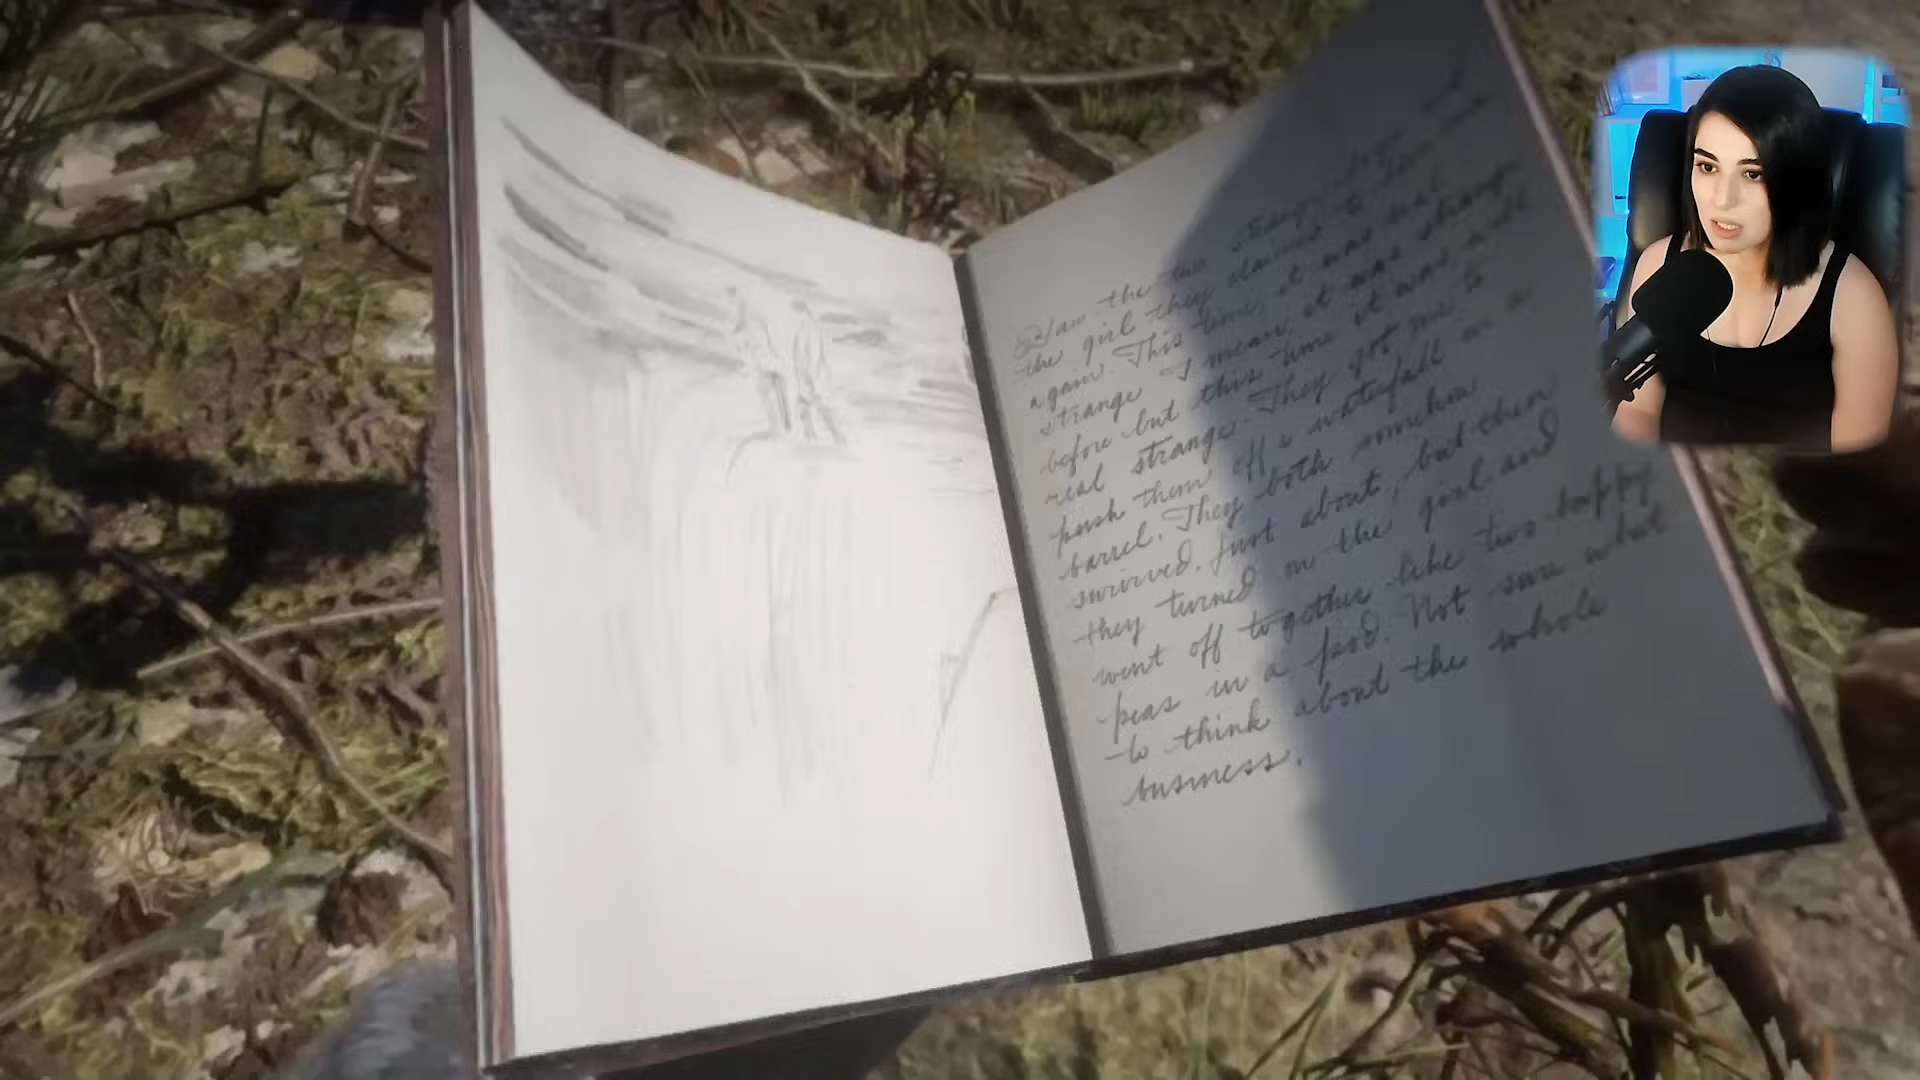 Saw the two strange boys and
the girl they claimed to love
again. This time, it was real
strange. I mean, it was strange
before but this time it was well
real strange. They got me to
push them off a waterfall in a
barrel. They both somehow
survived, just about, but then
they turned on the girl and
went off together like two happy
peas in a pod. Not sure what
to think about the whole
business.